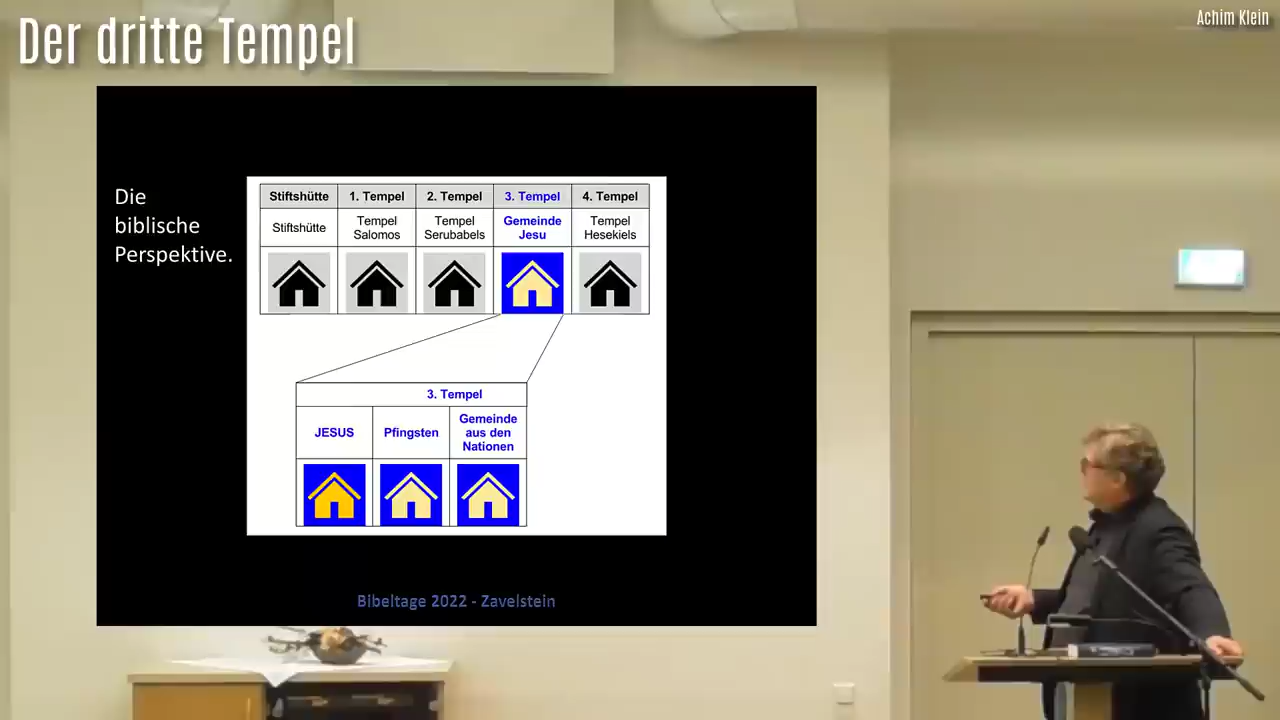 Der dritte Tempel
Achim Klein
Die
biblische
Perspektive.
Stiftshütte 1. Tempel 2. Tempel 3. Tempel 4. Tempel
Stiftshütte
Tempel
Salomos
Tempel
Serubabels
Gemeinde
Jesu
Tempel
Hesekiels
3. Tempel
JESUS
Pfingsten
Gemeinde
aus den
Nationen
Bibeltage 2022 - Zavelstein